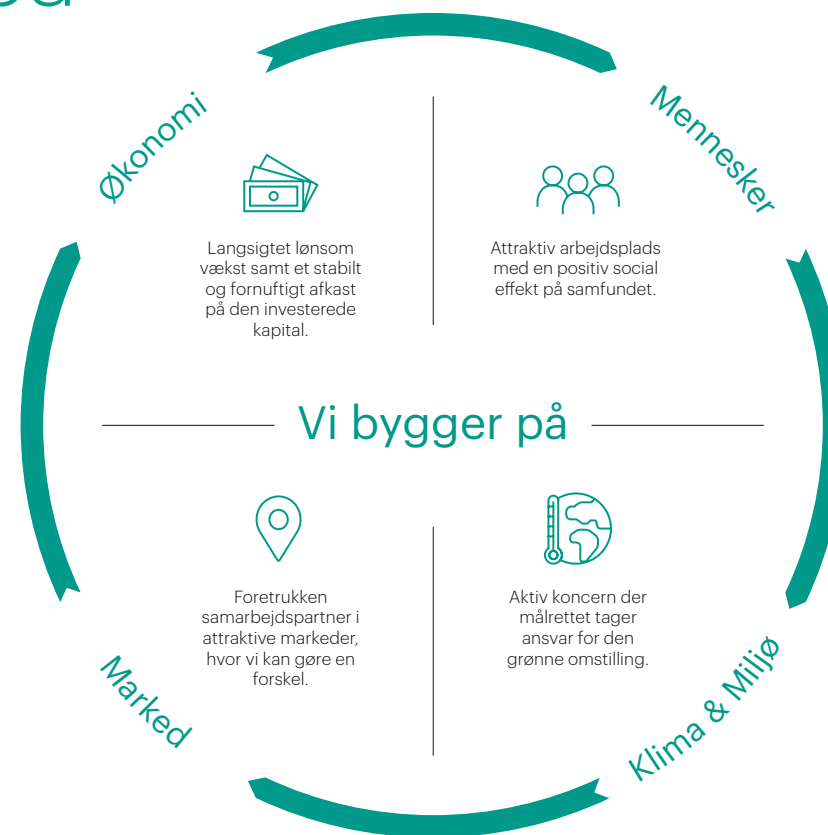 Økonomi
Langsigtet lønsom
vækst samt et stabilt
og fornuftigt afkast
på den investerede
kapital.
Mennesker
Attraktiv arbejdsplads
med en positiv social
effekt på samfundet.
Vi bygger på
Foretrukken
samarbejdspartner i
attraktive markeder,
hvor vi kan gøre en
forskel.
Marked
Aktiv koncern der
målrettet tager
ansvar for den
grønne omstilling.
Klima & Miljø